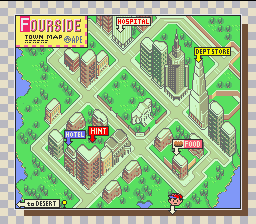 FOURSIDE
TOWN MAP
@APE
HOSPITAL
DEPT STORE
HOTEL
HINT
FOOD
to DESERT